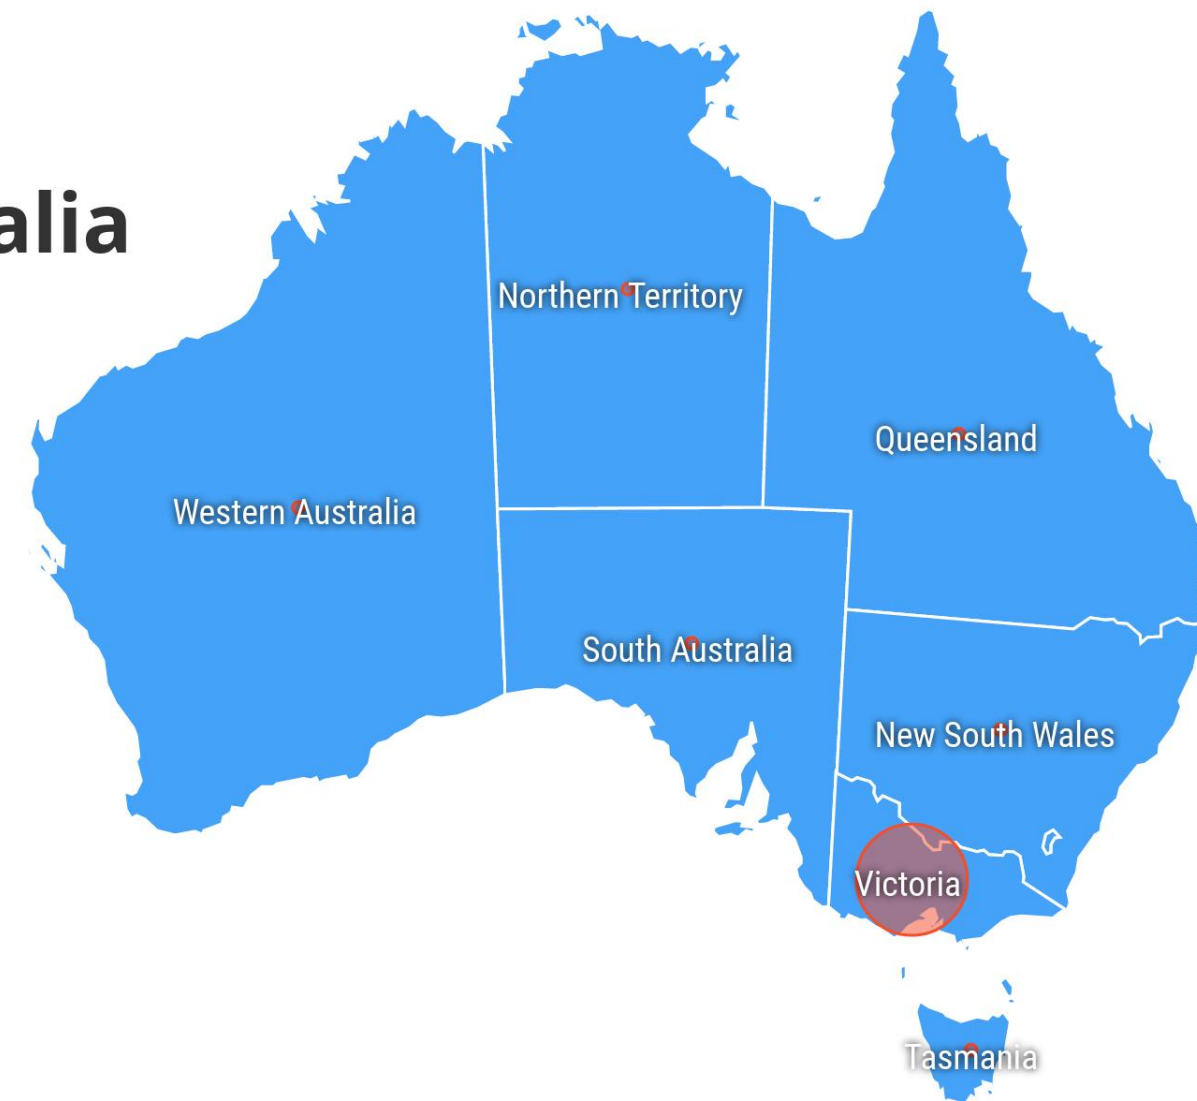 alia
Northern Territory
Queensland
Western Australia
South Australia
New South Wales
Victoria
Tasmania